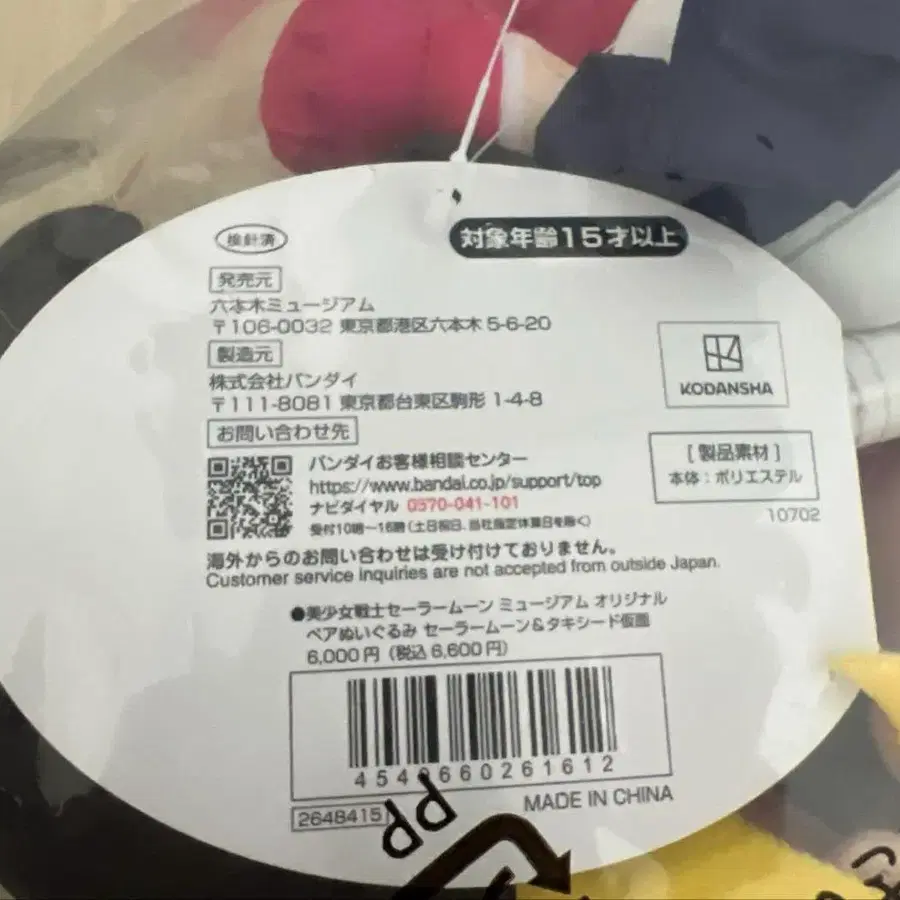 検針済
対象年齢15才以上
発売元
六本木ミュージアム
〒106-0032 東京都港区六本木 5-6-20
製造元
株式会社バンダイ
〒111-8081 東京都台東区駒形 1-4-8
KODANSHA
お問い合わせ先
バンダイお客様相談センター
https://www.bandai.co.jp/support/top
ナビダイヤル 0570-041-101
受付10時~16時(土日祝日、当社指定休業日を除く)
[製品素材]
本体:ポリエステル
10702
海外からのお問い合わせは受け付けておりません。
Customer service inquiries are not accepted from outside Japan.
●美少女戦士セーラームーン ミュージアム オリジナル
ペアぬいぐるみ セーラームーン&タキシード仮面
6,000円(税込6,600円)
4549660261612
2648415
MADE IN CHINA
PP